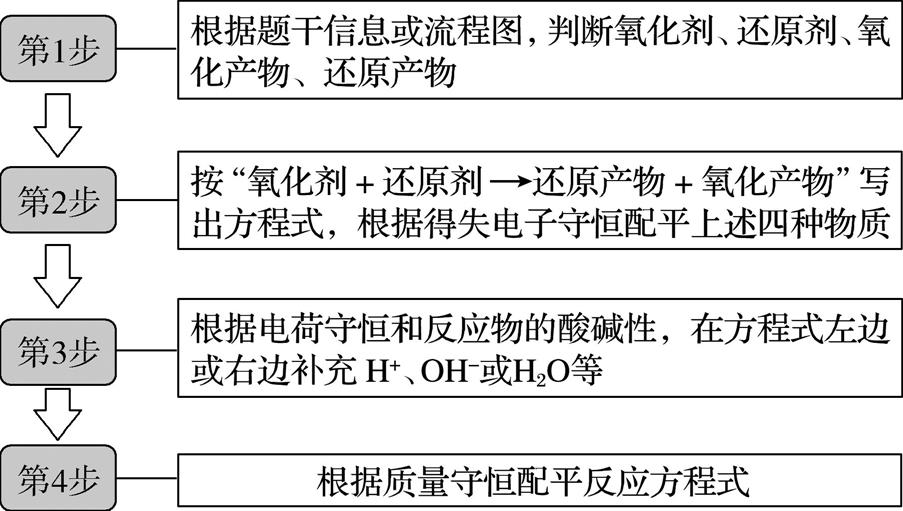 第1步
根据题干信息或流程图，判断氧化剂、还原剂、氧
化产物、还原产物
第2步
按“氧化剂+还原剂→还原产物+氧化产物”写
出方程式，根据得失电子守恒配平上述四种物质
第3步
根据电荷守恒和反应物的酸碱性，在方程式左边
或右边补充H⁺、OH⁻或H₂O等
第4步
根据质量守恒配平反应方程式